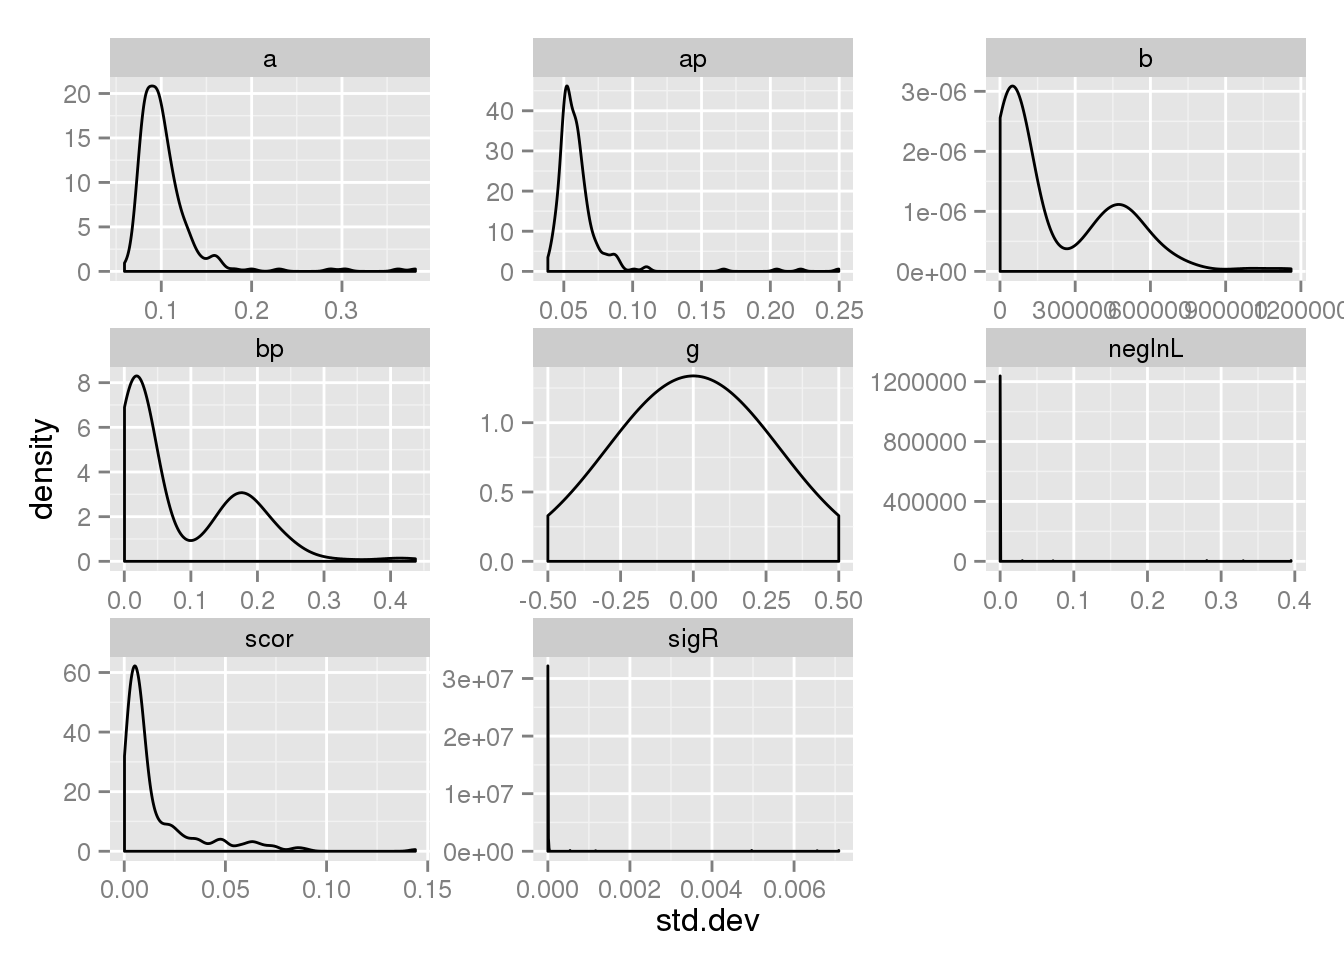 a ap b
20 40 3e-06
15 30 2e-06
10 20 1e-06
5 10 0e+00
0 0
0.1 0.2 0.3 0.05 0.10 0.15 0.20 0.25 0 300000 600000 900000 1200000
bp g negInL
8 1.0 1200000
6 0.5 800000
4 0.0 400000
2 0
0
0.0 0.1 0.2 0.3 0.4 -0.50 -0.25 0.00 0.25 0.50 0.0 0.1 0.2 0.3 0.4
density
scor sigR
60 3e+07
40 2e+07
20 1e+07
0 0e+00
0.00 0.05 0.10 0.15 0.000 0.002 0.004 0.006
std.dev